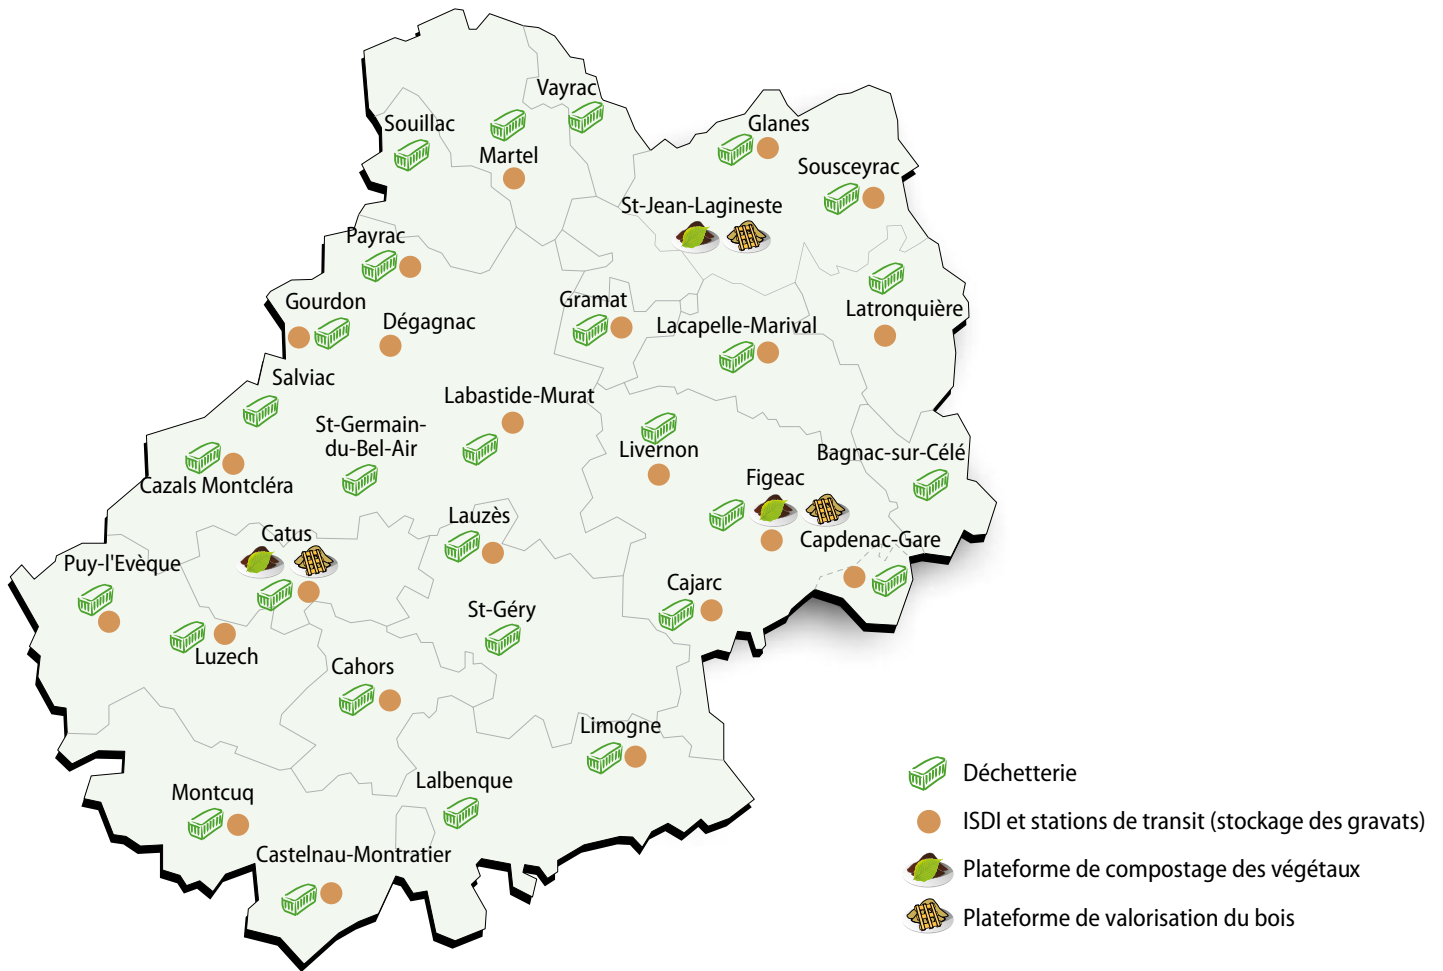 Vayrac
Souillac
Glanes
Martel
Sousceyrac
St-Jean-Lagineste
Payrac
Gourdon
Gramat
Dégagnac
Lacapelle-Marival
Latronquière
Salviac
Labastide-Murat
St-Germain-
du-Bel-Air
Livernon
Bagnac-sur-Célé
Cazals Montcléra
Figeac
Lauzès
Catus
Capdenac-Gare
Puy-l'Evèque
Cajarc
St-Géry
Luzech
Cahors
Limogne
Lalbenque
Montcuq
Castelnau-Montratier
Déchetterie
ISDI et stations de transit (stockage des gravats)
Plateforme de compostage des végétaux
Plateforme de valorisation du bois